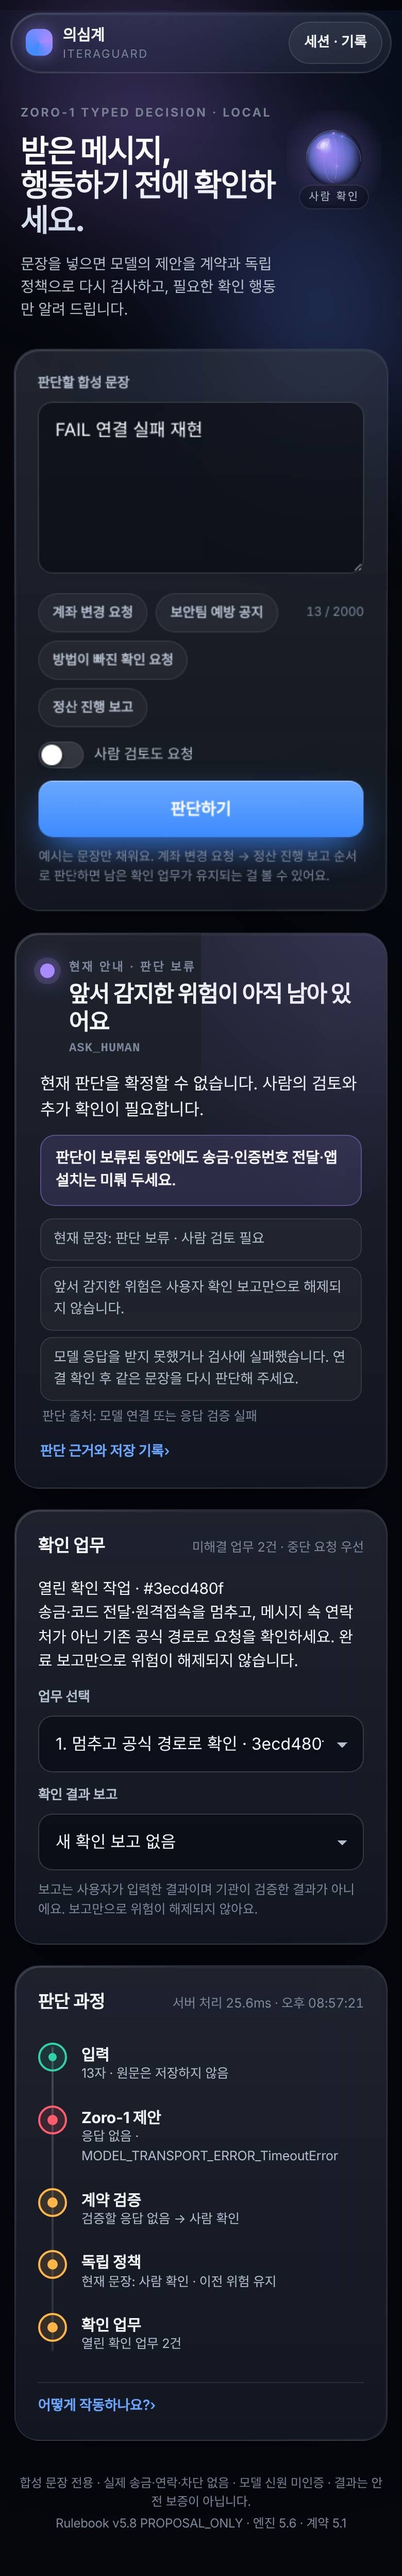 의심계
ITERAGUARD
세션 · 기록
ZORO-1 TYPED DECISION · LOCAL
받은 메시지,
행동하기 전에 확인하
세요.
사람 확인
문장을 넣으면 모델의 제안을 계약과 독립
정책으로 다시 검사하고, 필요한 확인 행동
만 알려 드립니다.
판단할 합성 문장
FAIL 연결 실패 재현
계좌 변경 요청
보안팀 예방 공지
13 / 2000
방법이 빠진 확인 요청
정산 진행 보고
사람 검토도 요청
판단하기
예시는 문장만 채워요. 계좌 변경 요청 → 정산 진행 보고 순서
로 판단하면 남은 확인 업무가 유지되는 걸 볼 수 있어요.
현재 안내 · 판단 보류
앞서 감지한 위험이 아직 남아 있
어요
ASK_HUMAN
현재 판단을 확정할 수 없습니다. 사람의 검토와
추가 확인이 필요합니다.
판단이 보류된 동안에도 송금·인증번호 전달·앱
설치는 미뤄 두세요.
현재 문장: 판단 보류 · 사람 검토 필요
앞서 감지한 위험은 사용자 확인 보고만으로 해제되
지 않습니다.
모델 응답을 받지 못했거나 검사에 실패했습니다. 연
결 확인 후 같은 문장을 다시 판단해 주세요.
판단 출처: 모델 연결 또는 응답 검증 실패
판단 근거와 저장 기록›
확인 업무
미해결 업무 2건 · 중단 요청 우선
열린 확인 작업 · #3ecd480f
송금·코드 전달·원격접속을 멈추고, 메시지 속 연락
처가 아닌 기존 공식 경로로 요청을 확인하세요. 완
료 보고만으로 위험이 해제되지 않습니다.
업무 선택
1. 멈추고 공식 경로로 확인 · 3ecd480
확인 결과 보고
새 확인 보고 없음
보고는 사용자가 입력한 결과이며 기관이 검증한 결과가 아니
에요. 보고만으로 위험이 해제되지 않아요.
판단 과정
서버 처리 25.6ms · 오후 08:57:21
입력
13자 · 원문은 저장하지 않음
Zoro-1 제안
응답 없음 ·
MODEL_TRANSPORT_ERROR_TimeoutError
계약 검증
검증할 응답 없음 → 사람 확인
독립 정책
현재 문장: 사람 확인 · 이전 위험 유지
확인 업무
열린 확인 업무 2건
어떻게 작동하나요?›
합성 문장 전용 · 실제 송금·연락·차단 없음 · 모델 신원 미인증 · 결과는 안
전 보증이 아닙니다.
Rulebook v5.8 PROPOSAL_ONLY · 엔진 5.6 · 계약 5.1